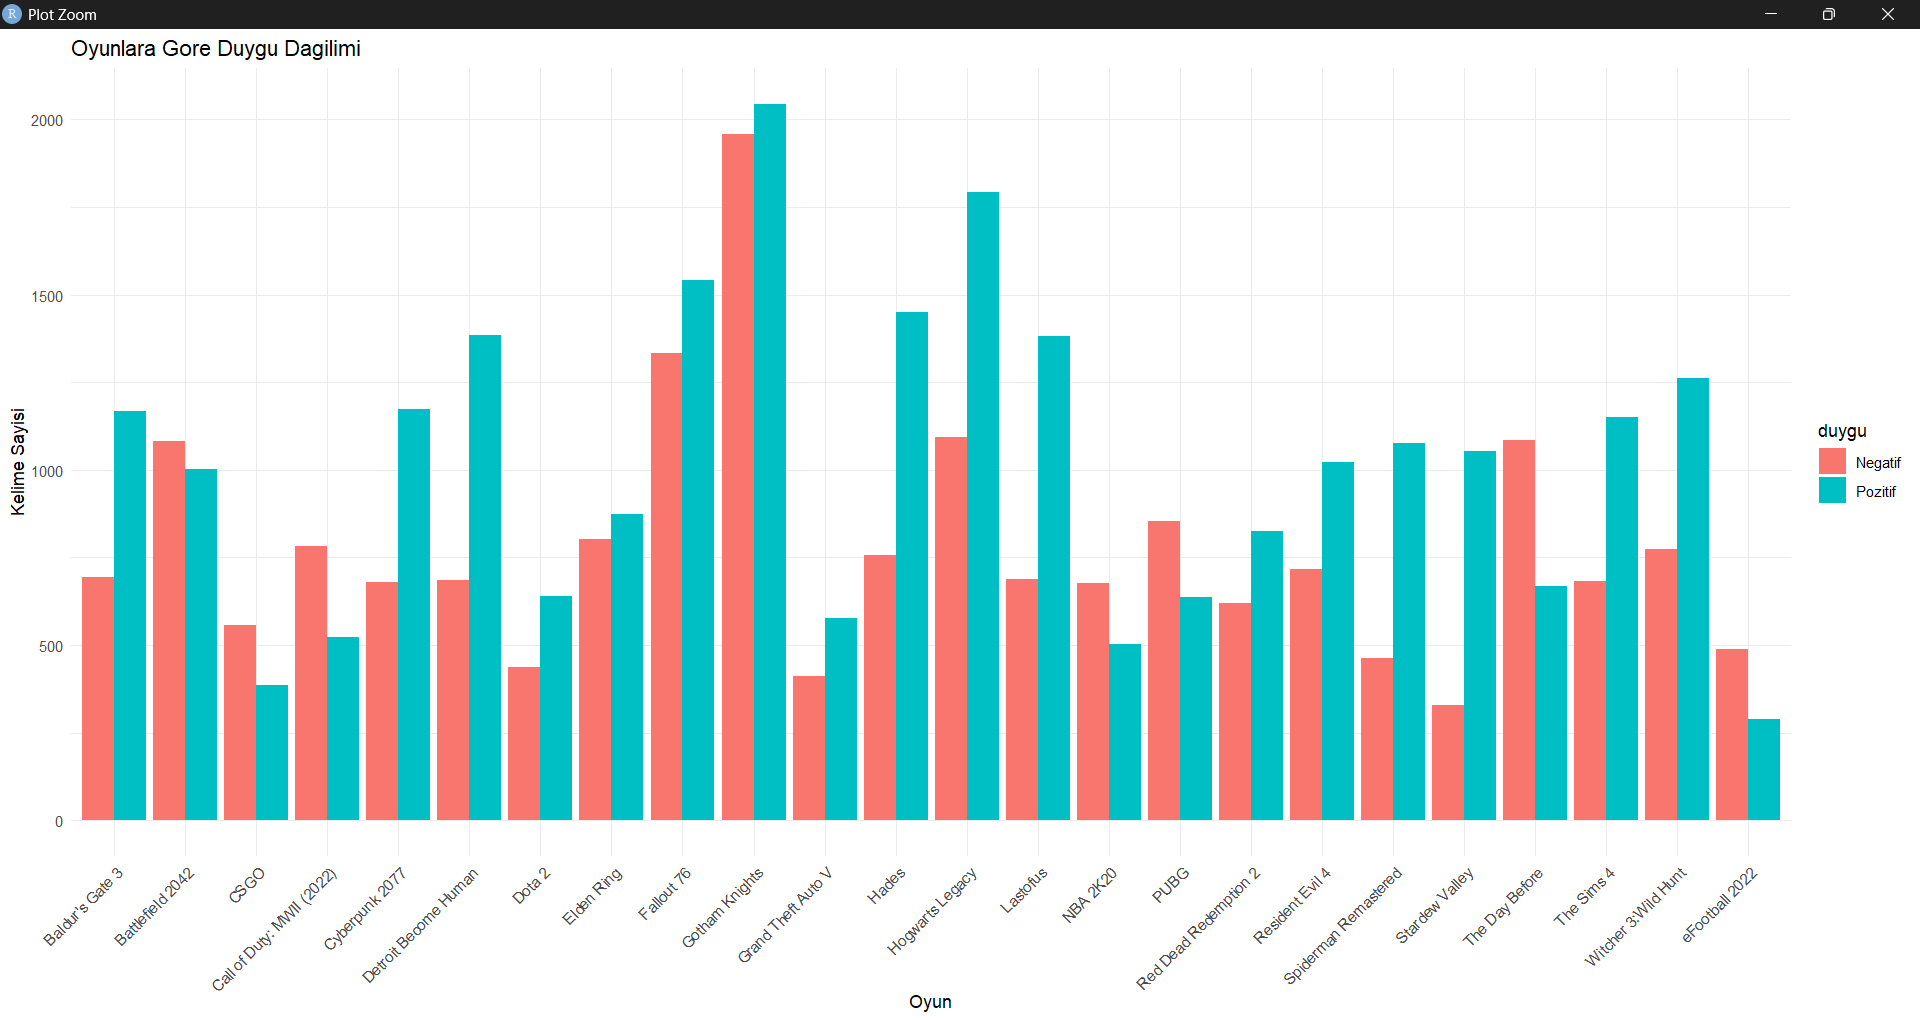 R Plot Zoom
Oyunlara Gore Duygu Dagilimi
Kelime Sayisi
2000
1500
1000
500
0
Baldur's Gate 3
Battlefield 2042
CSGO
Call of Duty: MWII (2022)
Cyberpunk 2077
Detroit Become Human
Dota 2
Elden Ring
Fallout 76
Gotham Knights
Grand Theft Auto V
Hades
Hogwarts Legacy
Lastofus
NBA 2K20
PUBG
Red Dead Redemption 2
Resident Evil 4
Spiderman Remastered
Stardew Valley
The Day Before
The Sims 4
Witcher 3:Wild Hunt
eFootball 2022
Oyun
duygu
Negatif
Pozitif